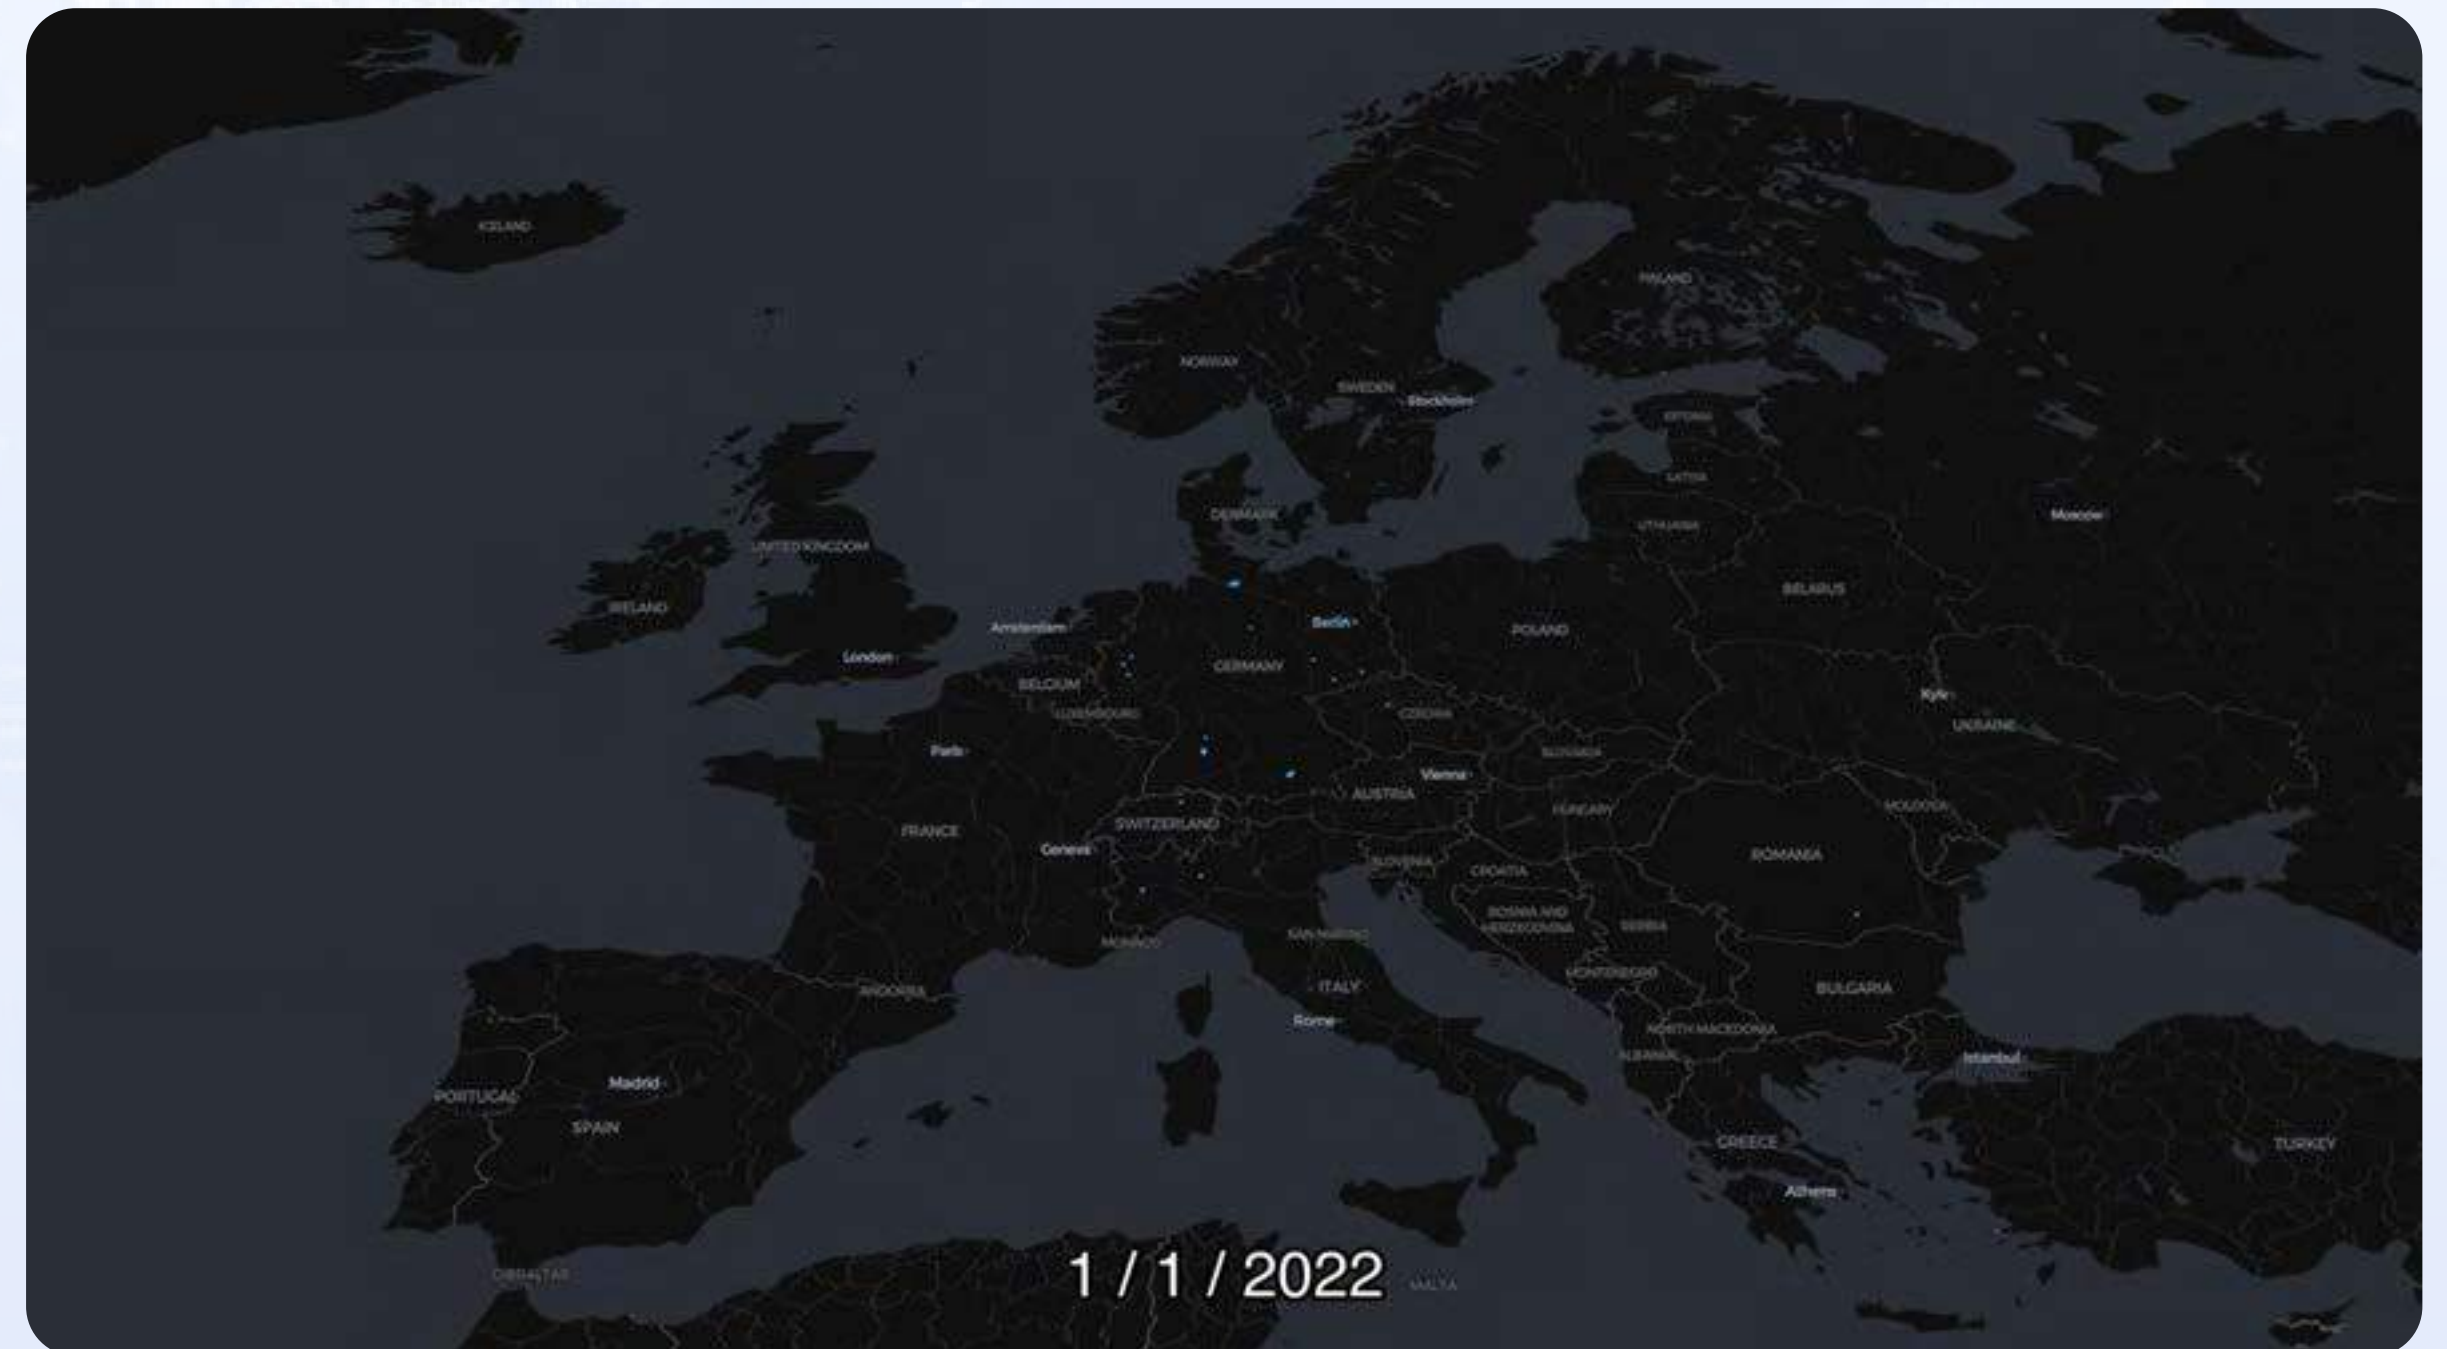 ICELAND
FINLAND
NORWAY
SWEDEN
Stockholm
ESTONIA
LATVIA
DENMARK
Moscow
LITHUANIA
UNITED KINGDOM
BELARUS
IRELAND
Amsterdam
Berlin
POLAND
London
GERMANY
BELGIUM
Kyiv
LUXEMBOURG
CZECHIA
UKRAINE
Paris
SLOVAKIA
Vienna
AUSTRIA
MOLDOVA
HUNGARY
SWITZERLAND
FRANCE
Geneva
ROMANIA
SLOVENIA
CROATIA
BOSNIA AND
HERZEGOVINA
SERBIA
SAN MARINO
MONACO
MONTENEGRO
ITALY
BULGARIA
ANDORRA
Rome
NORTH MACEDONIA
ALBANIA
Istanbul
Madrid
PORTUGAL
SPAIN
GREECE
TURKEY
Athens
GIBRALTAR
1 / 1 / 2022
MALTA